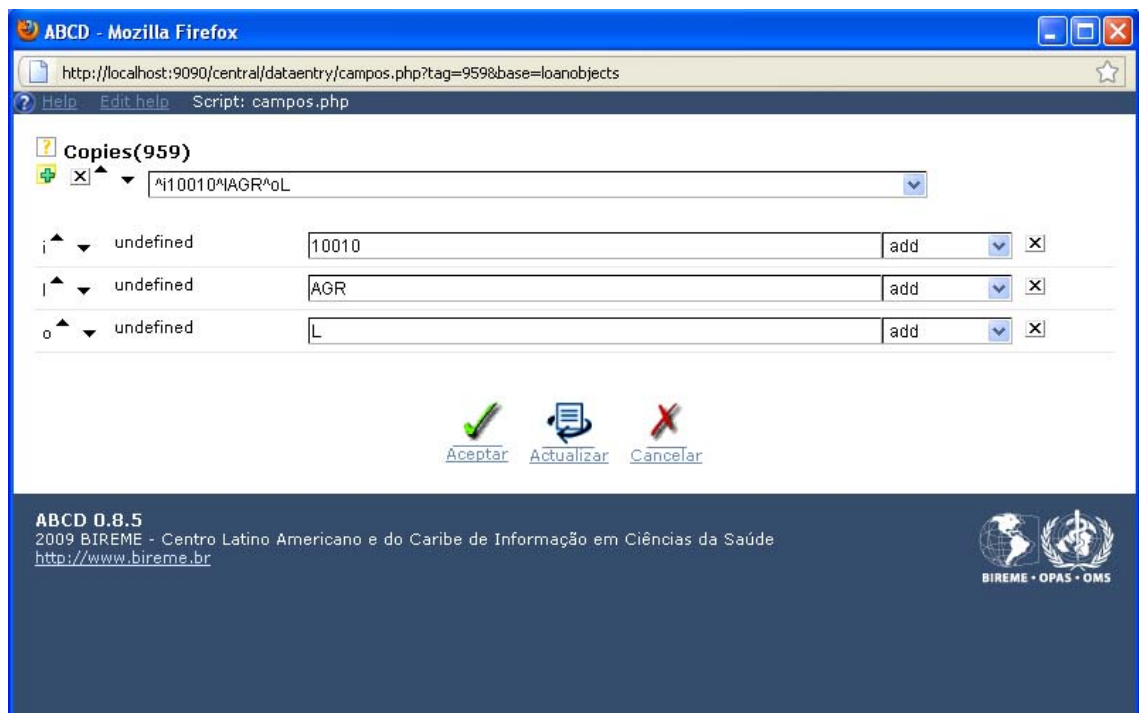 ABCD - Mozilla Firefox
http://localhost:9090/central/dataentry/campos.php?tag=959&base=loanobjects
? Help Edit help Script: campos.php
? Copies(959)
^i10010^lAGR^oL
i undefined 10010 add
l undefined AGR add
o undefined L add
Aceptar Actualizar Cancelar
ABCD 0.8.5
2009 BIREME - Centro Latino Americano e do Caribe de Informação em Ciências da Saúde
http://www.bireme.br
BIREME • OPAS • OMS